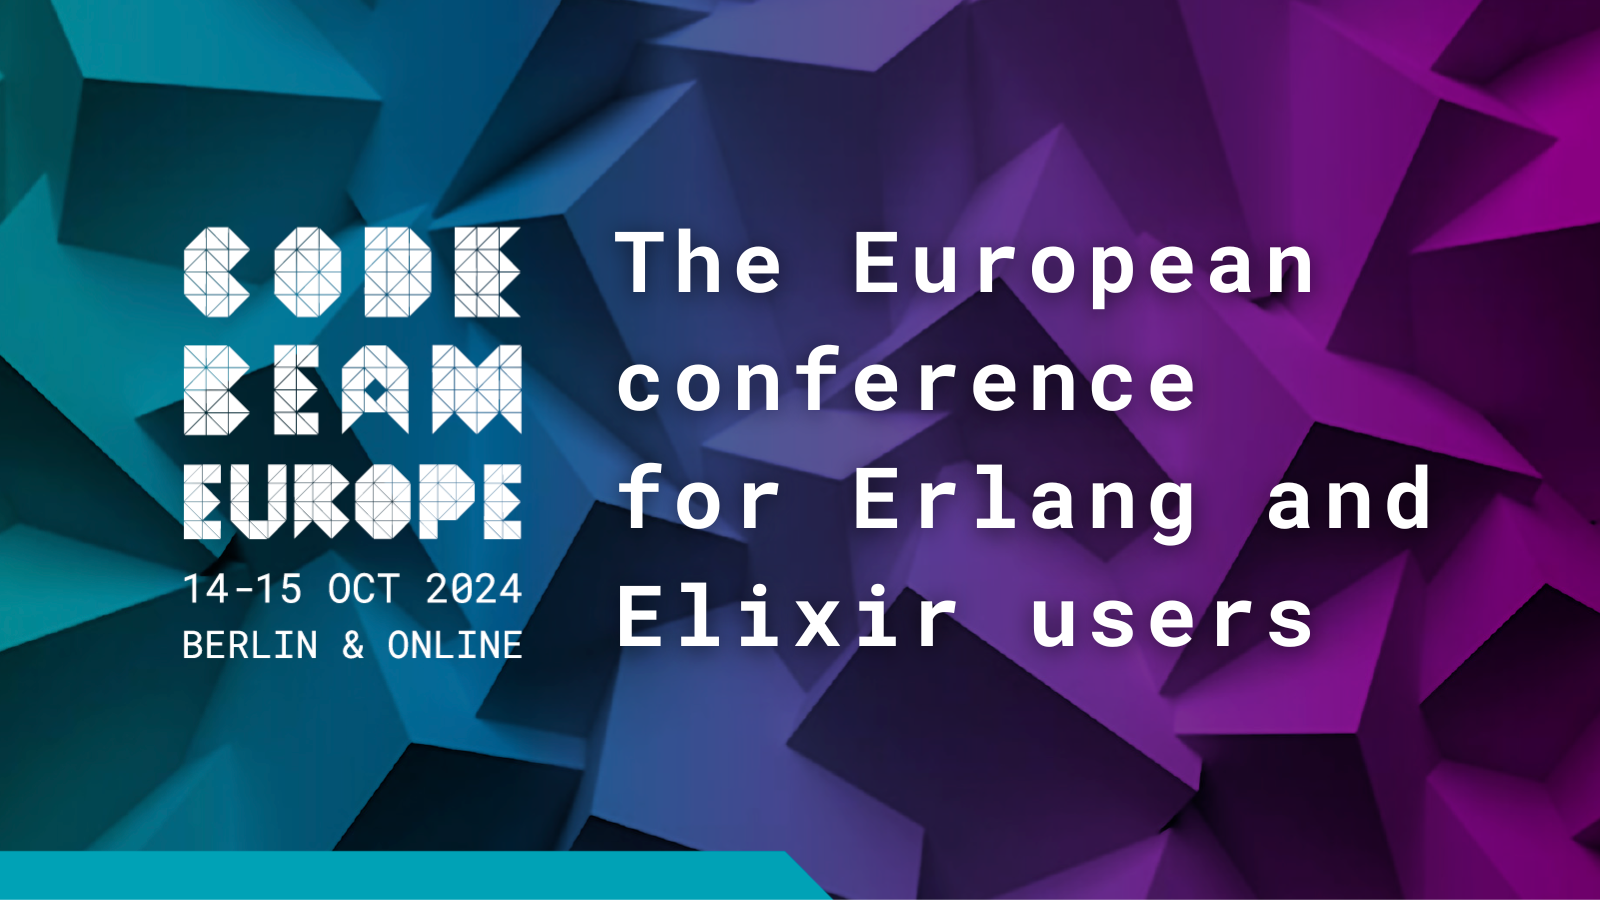 CODE
BEAM
EUROPE
14-15 OCT 2024
BERLIN & ONLINE
The European
conference
for Erlang and
Elixir users